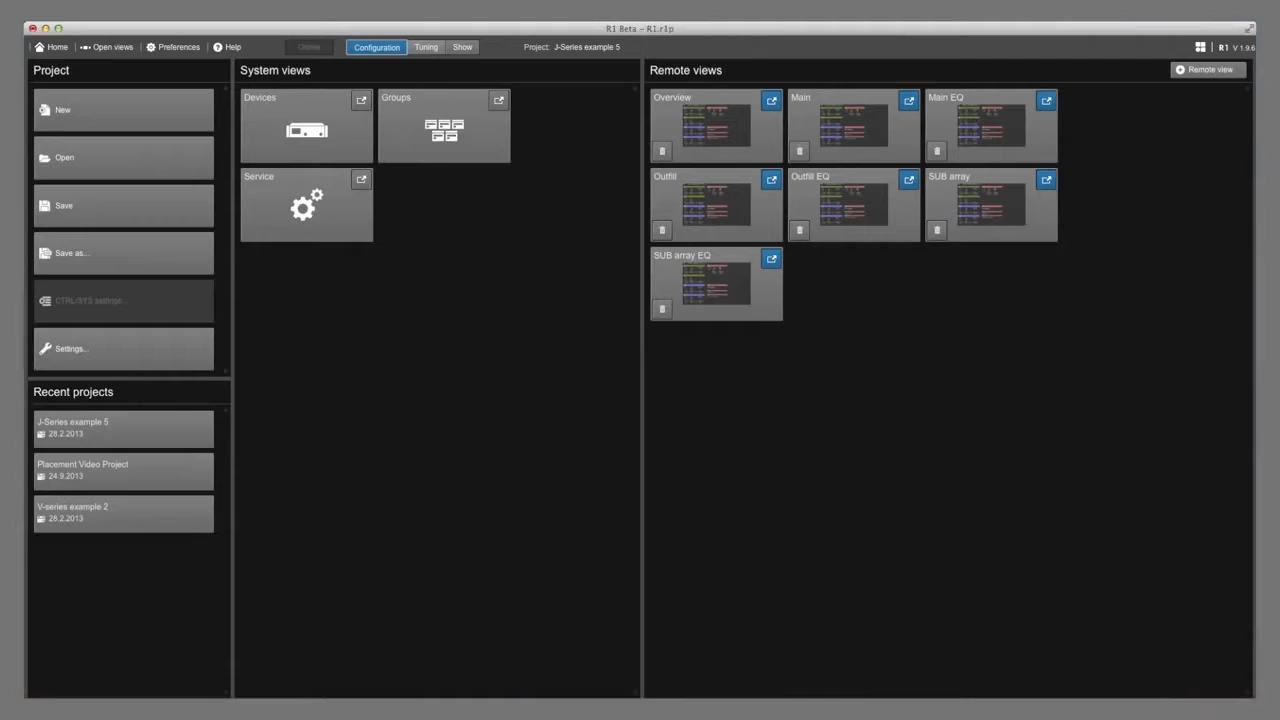 R1 Beta – R1.r1p
Home Open views Preferences Help Configuration Tuning Show Project: J-Series example 5 R1 V 1.9.6
Project
New
Open
Save
Save as...
CTRL/SYS settings...
Settings...
Recent projects
J-Series example 5
28.2.2013
Placement Video Project
24.9.2013
V-series example 2
28.2.2013
System views
Devices Groups
Service
Remote views Remote view
Overview Main Main EQ
Outfill Outfill EQ SUB array
SUB array EQ